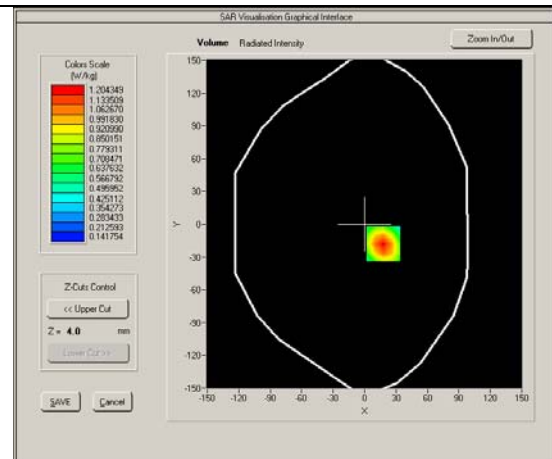 SAR Visualisation Graphical Interface
Volume Radiated Intensity
Zoom In/Out
Colors Scale
(W/kg)
1.204349
1.133509
1.062670
0.991830
0.920990
0.850151
0.779311
0.708471
0.637632
0.566792
0.495952
0.425112
0.354273
0.283433
0.212593
0.141754
Z-Cuts Control
<< Upper Cut
Z = 4.0 mm
Lower Cut >>
SAVE Cancel
150
120
90
60
30
0
-30
-60
-90
-120
-150
Y
-150 -120 -90 -60 -30 0 30 60 90 120 150
X